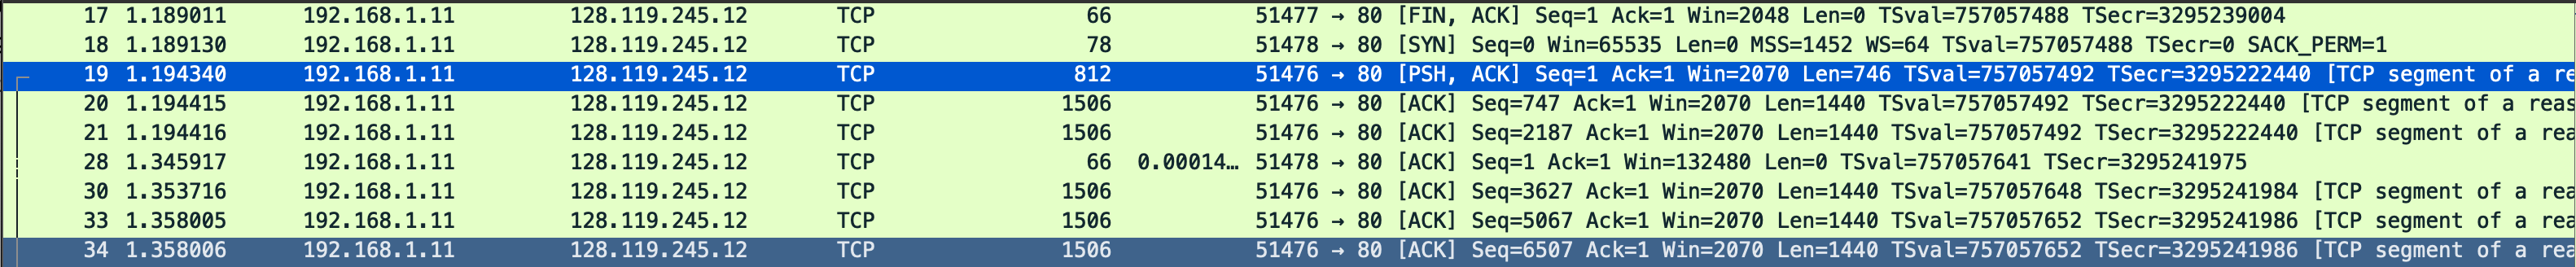 17 1.189011 192.168.1.11 128.119.245.12 TCP 66 51477 → 80 [FIN, ACK] Seq=1 Ack=1 Win=2048 Len=0 TSval=757057488 TSecr=3295239004
18 1.189130 192.168.1.11 128.119.245.12 TCP 78 51478 → 80 [SYN] Seq=0 Win=65535 Len=0 MSS=1452 WS=64 TSval=757057488 TSecr=0 SACK_PERM=1
19 1.194340 192.168.1.11 128.119.245.12 TCP 812 51476 → 80 [PSH, ACK] Seq=1 Ack=1 Win=2070 Len=746 TSval=757057492 TSecr=3295222440 [TCP segment of a re
20 1.194415 192.168.1.11 128.119.245.12 TCP 1506 51476 → 80 [ACK] Seq=747 Ack=1 Win=2070 Len=1440 TSval=757057492 TSecr=3295222440 [TCP segment of a reas
21 1.194416 192.168.1.11 128.119.245.12 TCP 1506 51476 → 80 [ACK] Seq=2187 Ack=1 Win=2070 Len=1440 TSval=757057492 TSecr=3295222440 [TCP segment of a rea
28 1.345917 192.168.1.11 128.119.245.12 TCP 66 0.00014… 51478 → 80 [ACK] Seq=1 Ack=1 Win=132480 Len=0 TSval=757057641 TSecr=3295241975
30 1.353716 192.168.1.11 128.119.245.12 TCP 1506 51476 → 80 [ACK] Seq=3627 Ack=1 Win=2070 Len=1440 TSval=757057648 TSecr=3295241984 [TCP segment of a rea
33 1.358005 192.168.1.11 128.119.245.12 TCP 1506 51476 → 80 [ACK] Seq=5067 Ack=1 Win=2070 Len=1440 TSval=757057652 TSecr=3295241986 [TCP segment of a rea
34 1.358006 192.168.1.11 128.119.245.12 TCP 1506 51476 → 80 [ACK] Seq=6507 Ack=1 Win=2070 Len=1440 TSval=757057652 TSecr=3295241986 [TCP segment of a rea